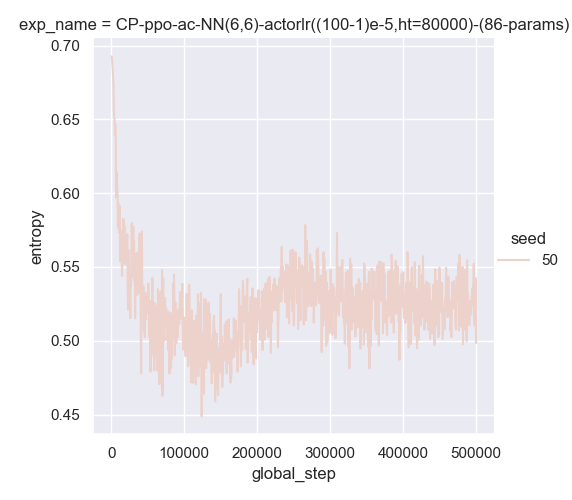 exp_name = CP-ppo-ac-NN(6,6)-actorlr((100-1)e-5,ht=80000)-(86-params)
0.70
0.65
0.60
0.55
0.50
0.45
entropy
0 100000 200000 300000 400000 500000
global_step
seed
50